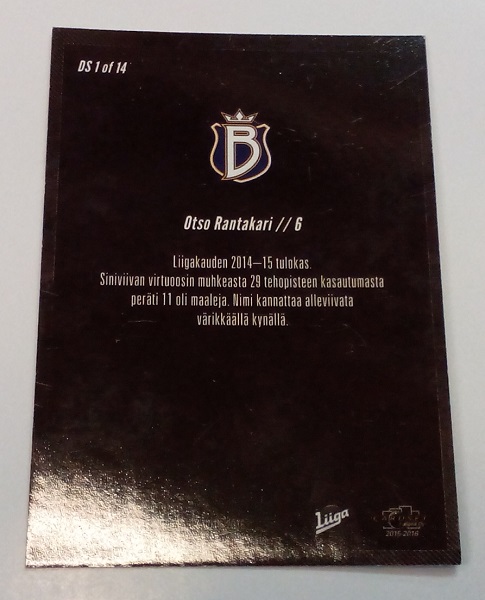 DS 1 of 14
B
Otso Rantakari // 6
Liigakauden 2014–15 tulokas.
Siniviivan virtuoosin muhkeasta 29 tehopisteen kasautumasta
peräti 11 oli maaleja. Nimi kannattaa alleviivata
värikkäällä kynällä.
Liiga
2015-2016